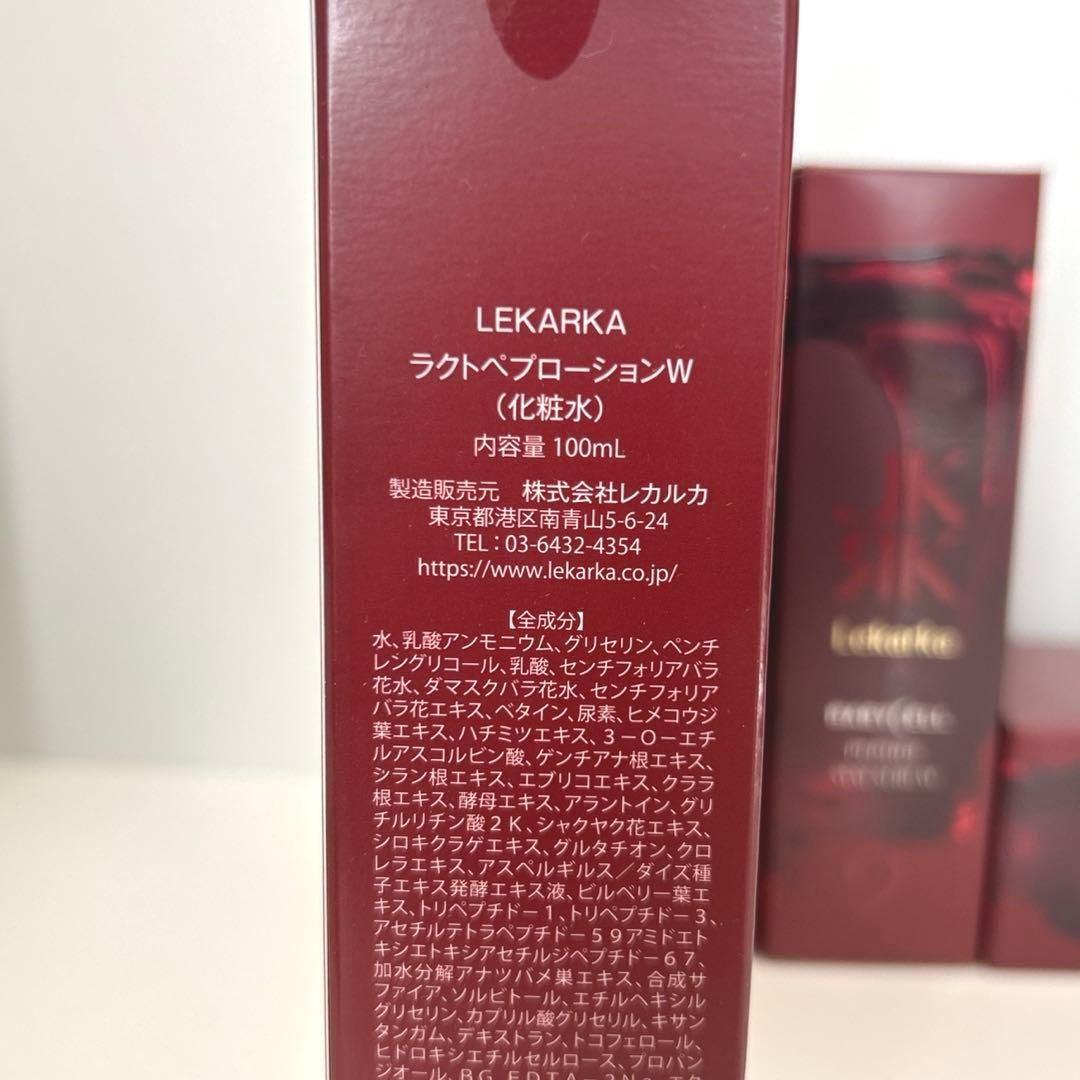 LEKARKA
ラクトペプローションW
（化粧水）
内容量 100mL
製造販売元　株式会社レカルカ
東京都港区南青山5-6-24
TEL：03-6432-4354
https://www.lekarka.co.jp/
【全成分】
水、乳酸アンモニウム、グリセリン、ペンチ
レングリコール、乳酸、センチフォリアバラ
花水、ダマスクバラ花水、センチフォリア
バラ花エキス、ベタイン、尿素、ヒメコウジ
葉エキス、ハチミツエキス、３－Ｏ－エチ
ルアスコルビン酸、ゲンチアナ根エキス、
シラン根エキス、エブリコエキス、クララ
根エキス、酵母エキス、アラントイン、グリ
チルリチン酸２Ｋ、シャクヤク花エキス、
シロキクラゲエキス、グルタチオン、クロ
レラエキス、アスペルギルス／ダイズ種
子エキス発酵エキス液、ビルベリー葉エ
キス、トリペプチド－１、トリペプチド－３、
アセチルテトラペプチド－５９アミドエト
キシエトキシアセチルジペプチド－６７、
加水分解アナツバメ巣エキス、合成サ
ファイア、ソルビトール、エチルヘキシル
グリセリン、カプリル酸グリセリル、キサン
タンガム、デキストラン、トコフェロール、
ヒドロキシエチルセルロース、プロパン
ジオール、ＢＧ、ＥＤＴＡ－２Ｎａ、エタ
Lekarka